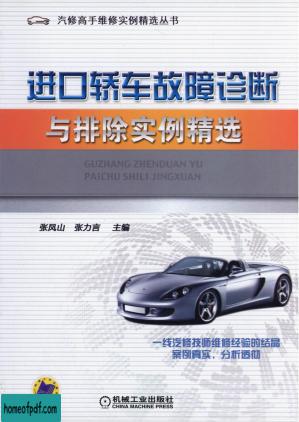 汽修高手维修实例精选丛书
进口轿车故障诊断
与排除实例精选
GUZHANG ZHENDUAN YU
PAICHU SHILI JINGXUAN
张凤山 张力言 主编
一线汽修技师维修经验的结晶
案例真实，分析透彻
机械工业出版社
CHINA MACHINE PRESS
homeofpdf.com